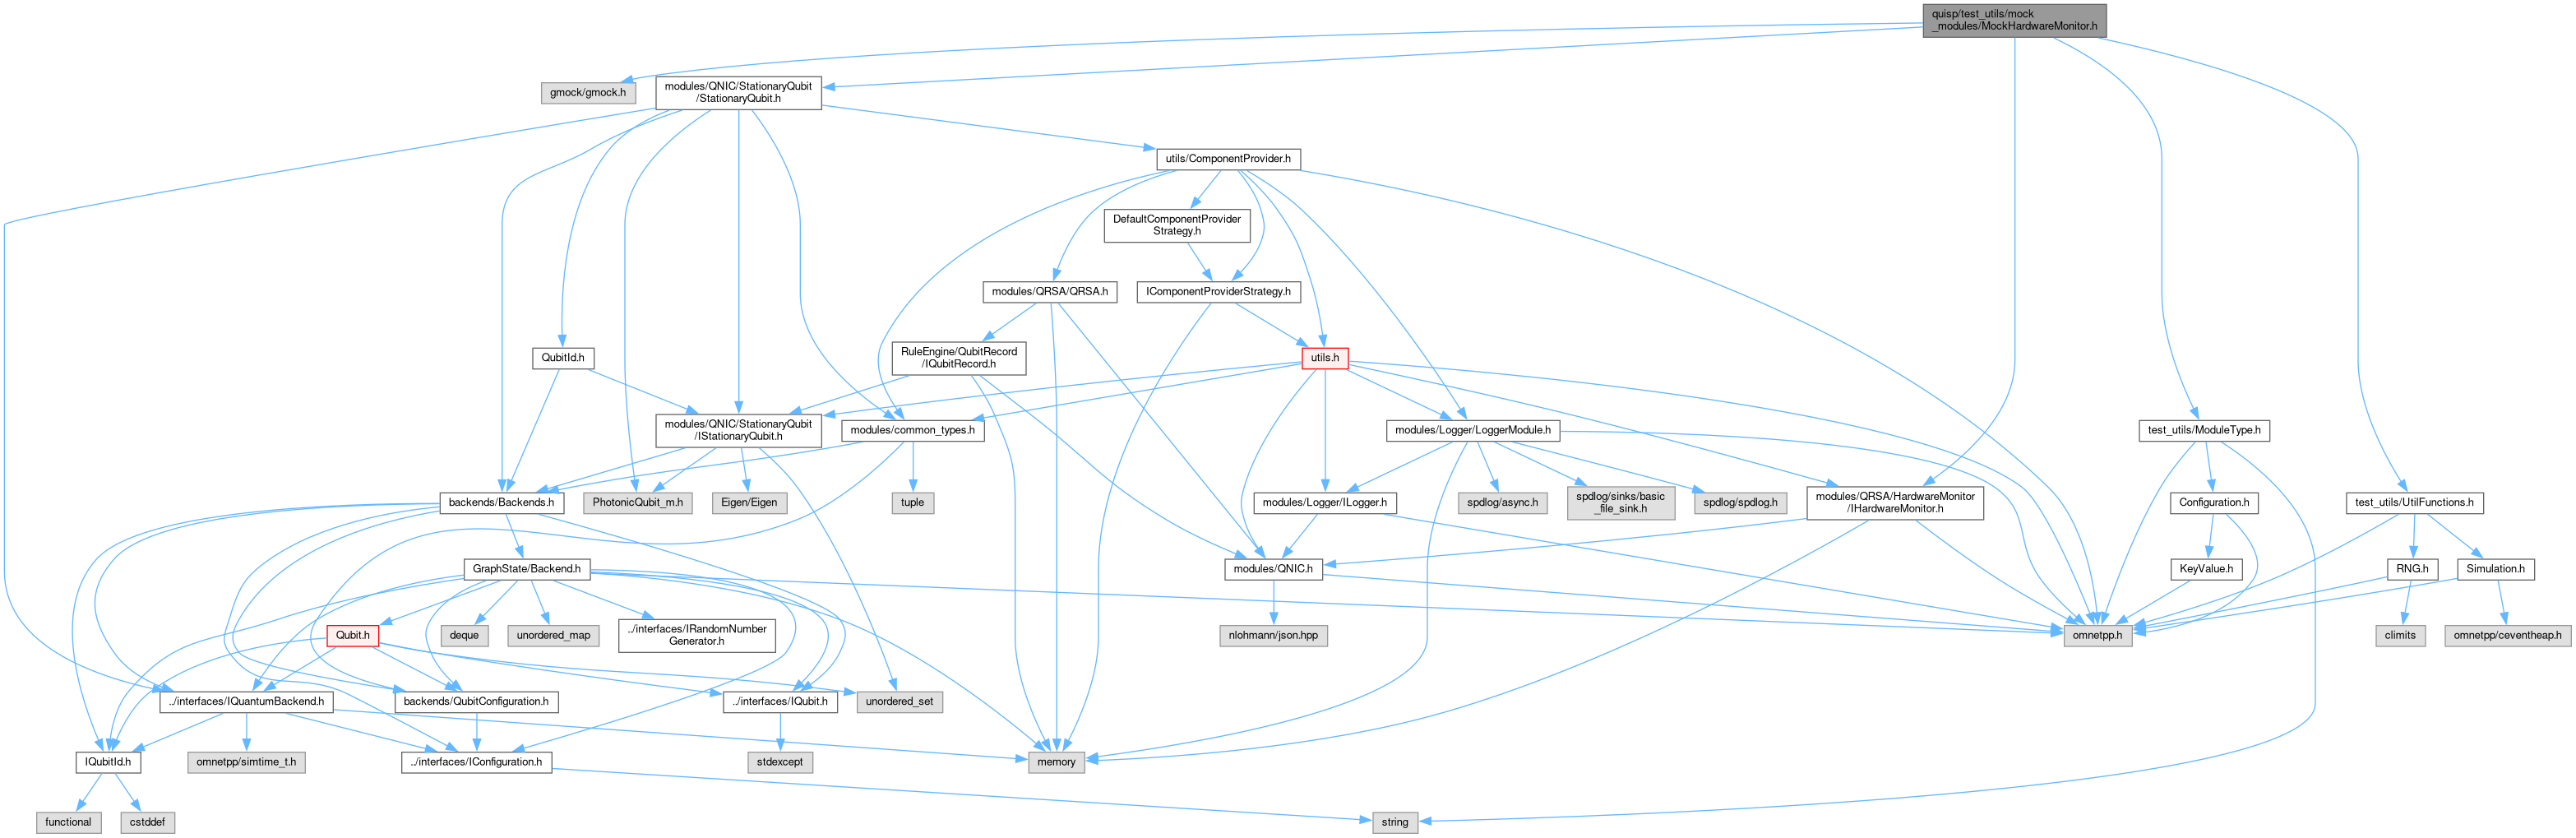 quisp/test_utils/mock
_modules/MockHardwareMonitor.h
gmock/gmock.h
modules/QNIC/StationaryQubit
/StationaryQubit.h
utils/ComponentProvider.h
DefaultComponentProvider
Strategy.h
modules/QRSA/QRSA.h
IComponentProviderStrategy.h
QubitId.h
RuleEngine/QubitRecord
/IQubitRecord.h
utils.h
modules/QNIC/StationaryQubit
/IStationaryQubit.h
modules/common_types.h
modules/Logger/LoggerModule.h
test_utils/ModuleType.h
backends/Backends.h
PhotonicQubit_m.h
Eigen/Eigen
tuple
modules/Logger/ILogger.h
spdlog/async.h
spdlog/sinks/basic
_file_sink.h
spdlog/spdlog.h
modules/QRSA/HardwareMonitor
/IHardwareMonitor.h
Configuration.h
test_utils/UtilFunctions.h
GraphState/Backend.h
modules/QNIC.h
KeyValue.h
RNG.h
Simulation.h
Qubit.h
deque
unordered_map
../interfaces/IRandomNumber
Generator.h
nlohmann/json.hpp
omnetpp.h
climits
omnetpp/ceventheap.h
../interfaces/IQuantumBackend.h
backends/QubitConfiguration.h
../interfaces/IQubit.h
unordered_set
IQubitId.h
omnetpp/simtime_t.h
../interfaces/IConfiguration.h
stdexcept
memory
functional
cstddef
string